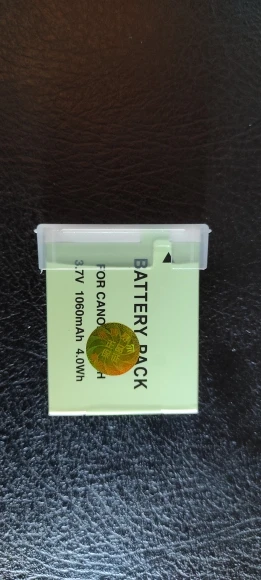 BATTERY PACK
FOR CANO H
3.7V 1060mAh 4.0Wh